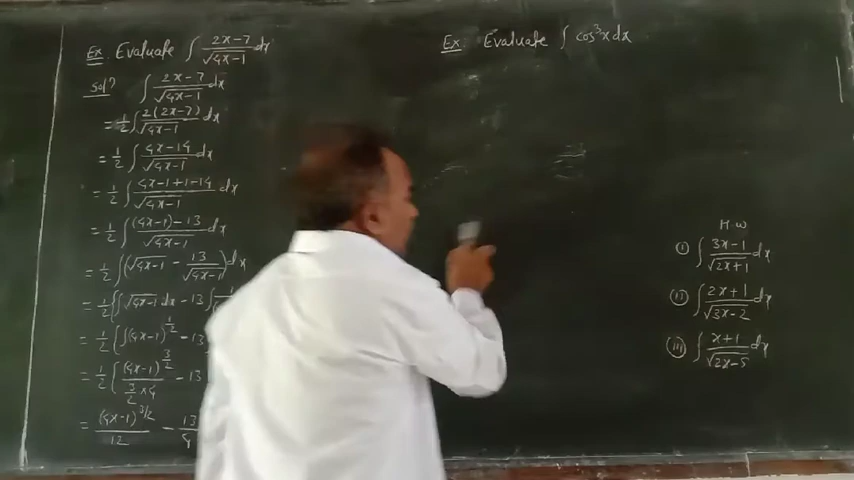 Ex. Evaluate ∫ (2x-7)/√(4x-1) dx
Sol? ∫ (2x-7)/√(4x-1) dx
= 1/2 ∫ 2(2x-7)/√(4x-1) dx
= 1/2 ∫ (4x-14)/√(4x-1) dx
= 1/2 ∫ (4x-1+1-14)/√(4x-1) dx
= 1/2 ∫ ((4x-1)-13)/√(4x-1) dx
= 1/2 ∫ (√(4x-1) - 13/√(4x-1)) dx
= 1/2 {∫ √(4x-1) dx - 13 ∫ 1/
= 1/2 {∫ (4x-1)^(1/2) - 13
= 1/2 { (4x-1)^(3/2)/(3/2 × 4) - 13
= (4x-1)^(3/2)/12 - 13/4
Ex. Evaluate ∫ cos³x dx
H.W
(i) ∫ (3x-1)/√(2x+1) dx
(ii) ∫ (2x+1)/√(3x-2) dx
(iii) ∫ (x+1)/√(2x-5) dx